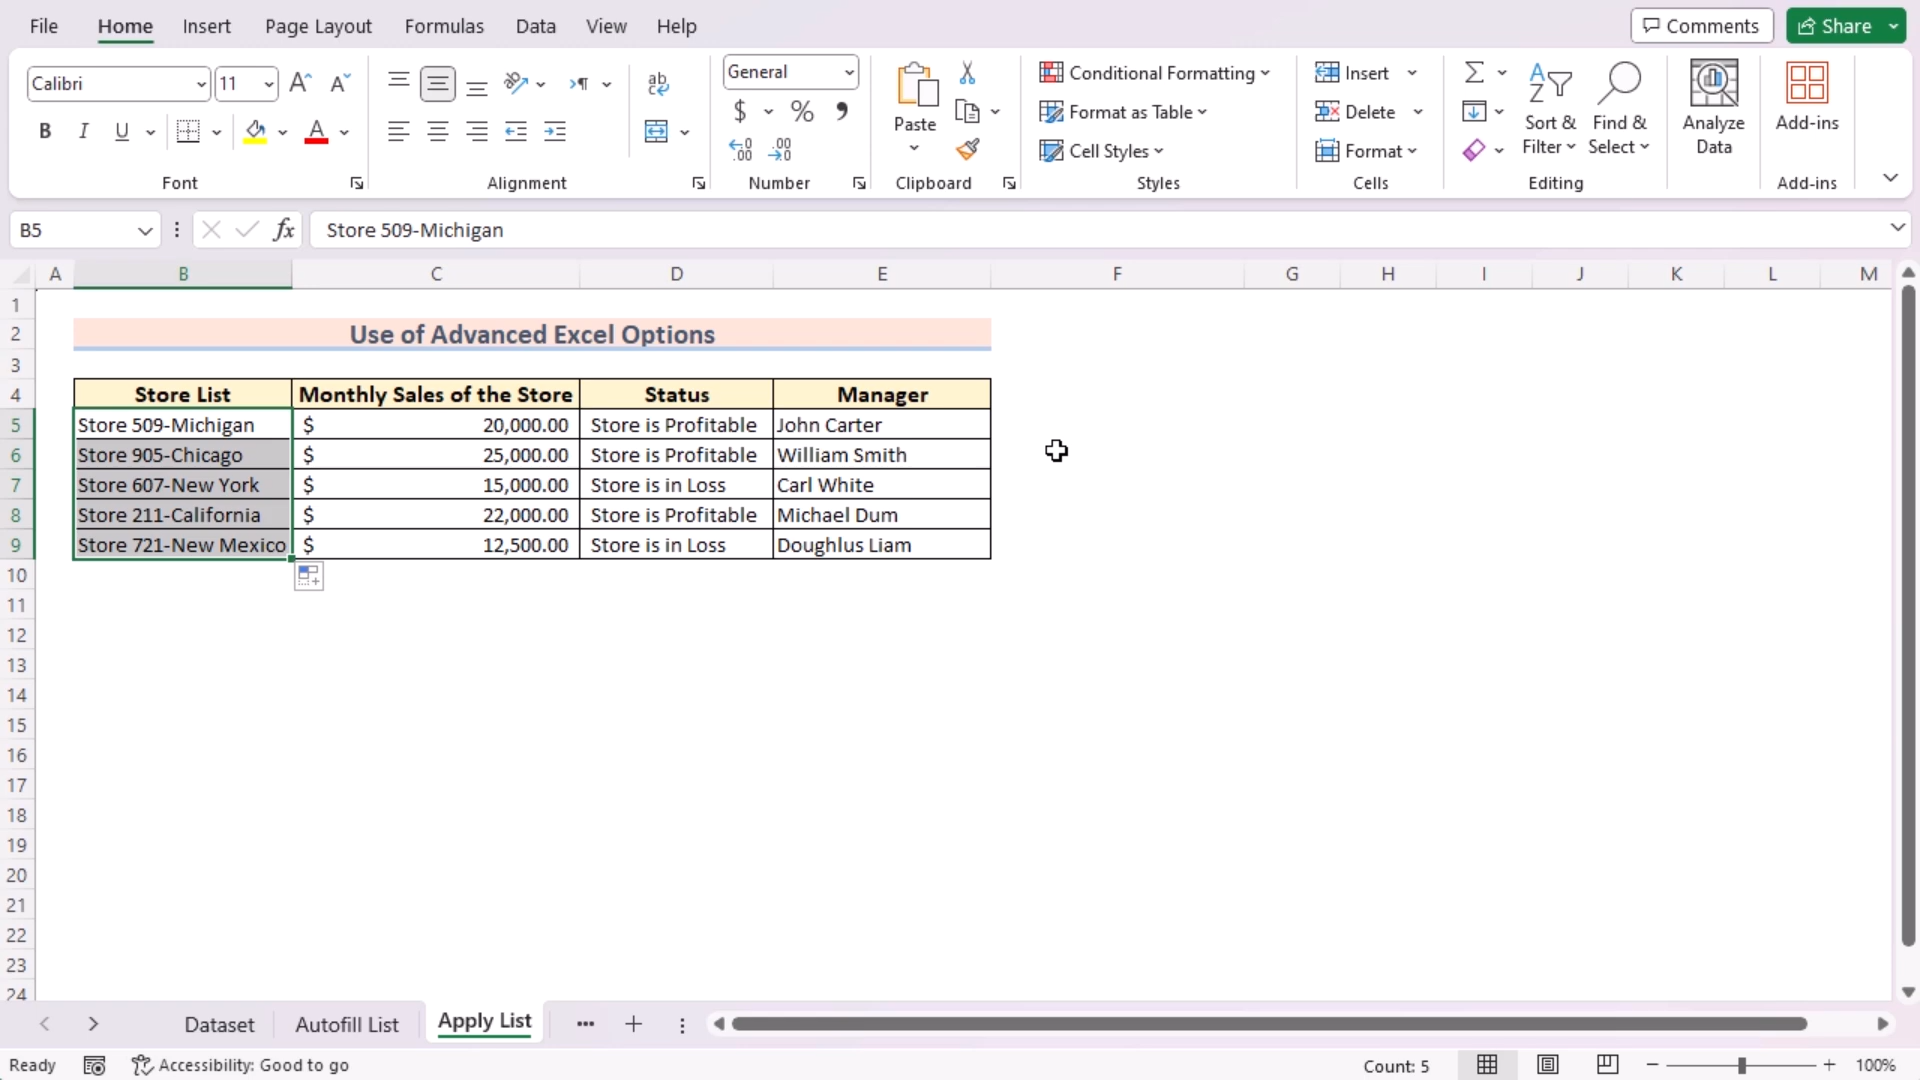 File Home Insert Page Layout Formulas Data View Help Comments Share
Calibri 11 General Conditional Formatting Insert
Format as Table Delete
Paste Sort & Filter Find & Select Analyze Data Add-ins
Cell Styles Format
Font Alignment Number Clipboard Styles Cells Editing Add-ins
B5 fx Store 509-Michigan
A B C D E F G H I J K L M
1
2 Use of Advanced Excel Options
3
4 Store List Monthly Sales of the Store Status Manager
5 Store 509-Michigan $ 20,000.00 Store is Profitable John Carter
6 Store 905-Chicago $ 25,000.00 Store is Profitable William Smith
7 Store 607-New York $ 15,000.00 Store is in Loss Carl White
8 Store 211-California $ 22,000.00 Store is Profitable Michael Dum
9 Store 721-New Mexico $ 12,500.00 Store is in Loss Doughlus Liam
10
11
12
13
14
15
16
17
18
19
20
21
22
23
24
Dataset Autofill List Apply List
Ready Accessibility: Good to go Count: 5 100%